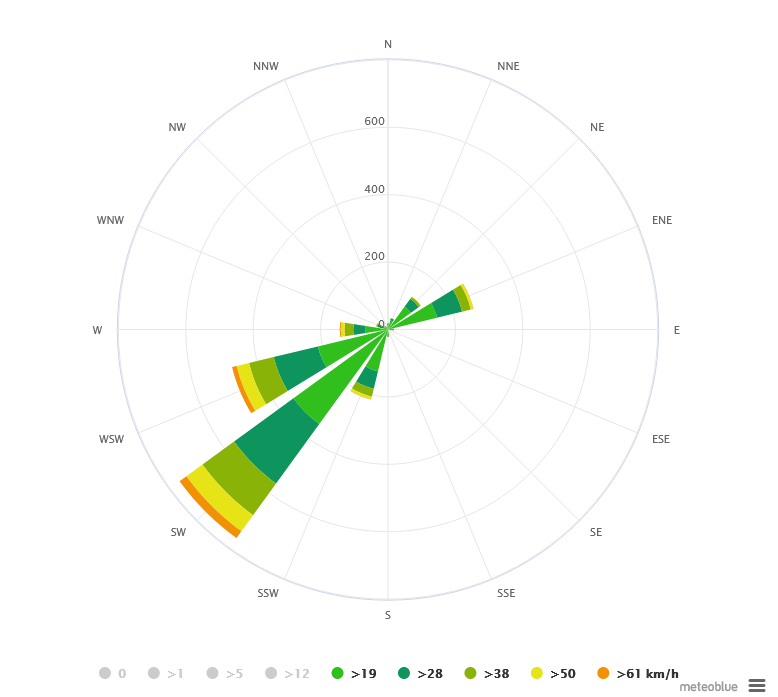 N
NNW NNE
NW NE
600
WNW ENE
400
200
W 0 E
WSW ESE
SW SE
SSW SSE
S
0 >1 >5 >12 >19 >28 >38 >50 >61 km/h
meteoblue